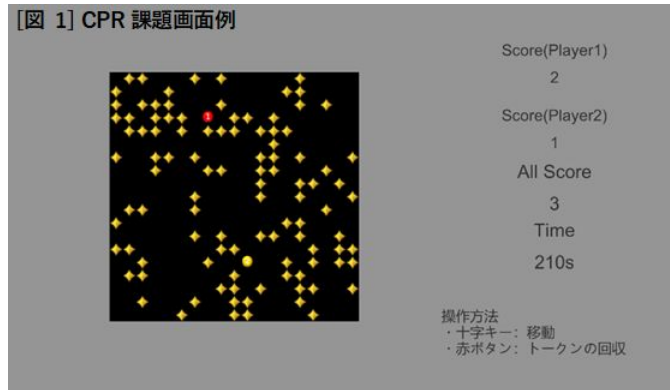 [図 1] CPR 課題画面例
Score(Player1)
2
Score(Player2)
1
All Score
3
Time
210s
操作方法
・十字キー: 移動
・赤ボタン: トークンの回収
1